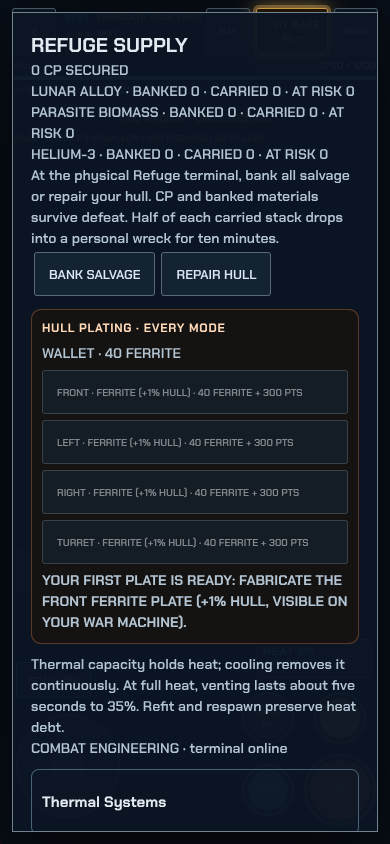 REFUGE SUPPLY
0 CP SECURED
LUNAR ALLOY · BANKED 0 · CARRIED 0 · AT RISK 0
PARASITE BIOMASS · BANKED 0 · CARRIED 0 · AT
RISK 0
HELIUM-3 · BANKED 0 · CARRIED 0 · AT RISK 0
At the physical Refuge terminal, bank all salvage
or repair your hull. CP and banked materials
survive defeat. Half of each carried stack drops
into a personal wreck for ten minutes.
BANK SALVAGE REPAIR HULL
HULL PLATING · EVERY MODE
WALLET · 40 FERRITE
FRONT · FERRITE (+1% HULL) · 40 FERRITE + 300 PTS
LEFT · FERRITE (+1% HULL) · 40 FERRITE + 300 PTS
RIGHT · FERRITE (+1% HULL) · 40 FERRITE + 300 PTS
TURRET · FERRITE (+1% HULL) · 40 FERRITE + 300 PTS
YOUR FIRST PLATE IS READY: FABRICATE THE
FRONT FERRITE PLATE (+1% HULL, VISIBLE ON
YOUR WAR MACHINE).
Thermal capacity holds heat; cooling removes it
continuously. At full heat, venting lasts about five
seconds to 35%. Refit and respawn preserve heat
debt.
COMBAT ENGINEERING · terminal online
Thermal Systems